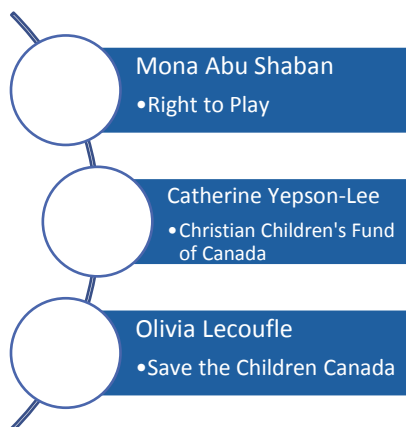 Mona Abu Shaban
•Right to Play
Catherine Yepson-Lee
•Christian Children's Fund
of Canada
Olivia Lecoufle
•Save the Children Canada